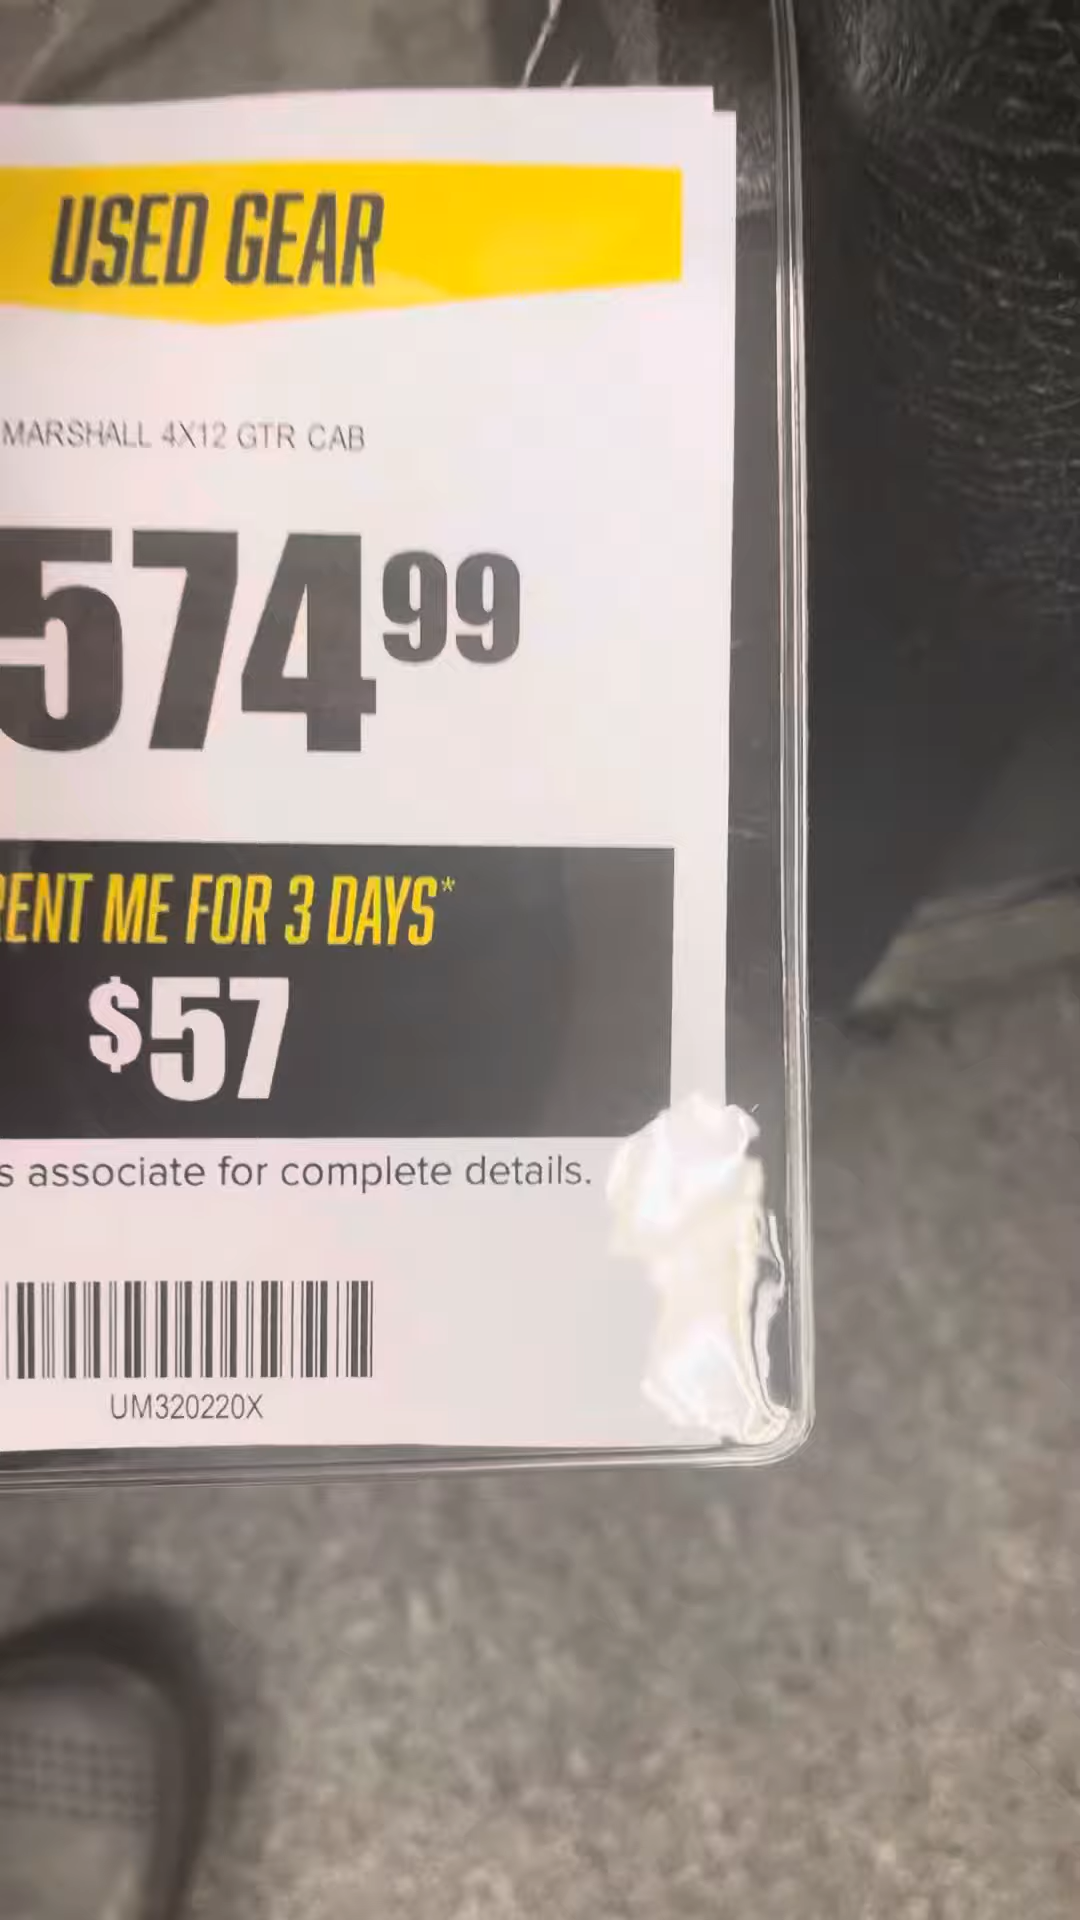 USED GEAR
MARSHALL 4X12 GTR CAB
574 99
RENT ME FOR 3 DAYS*
$57
associate for complete details.
UM320220X